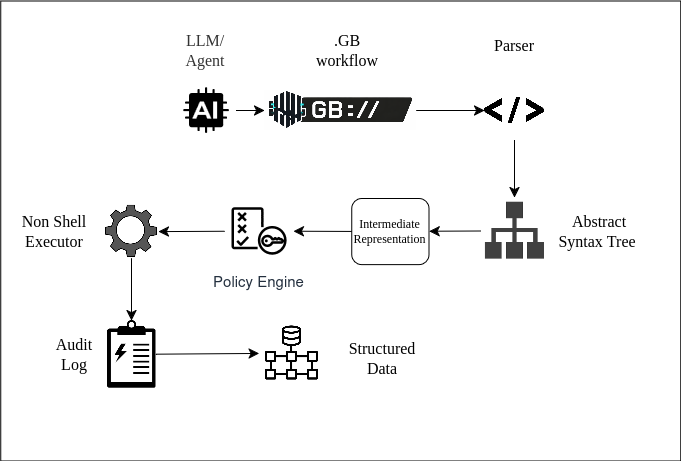 LLM/
Agent
.GB
workflow
Parser
AI
GB://
</>
Non Shell
Executor
Policy Engine
Intermediate
Representation
Abstract
Syntax Tree
Audit
Log
Structured
Data